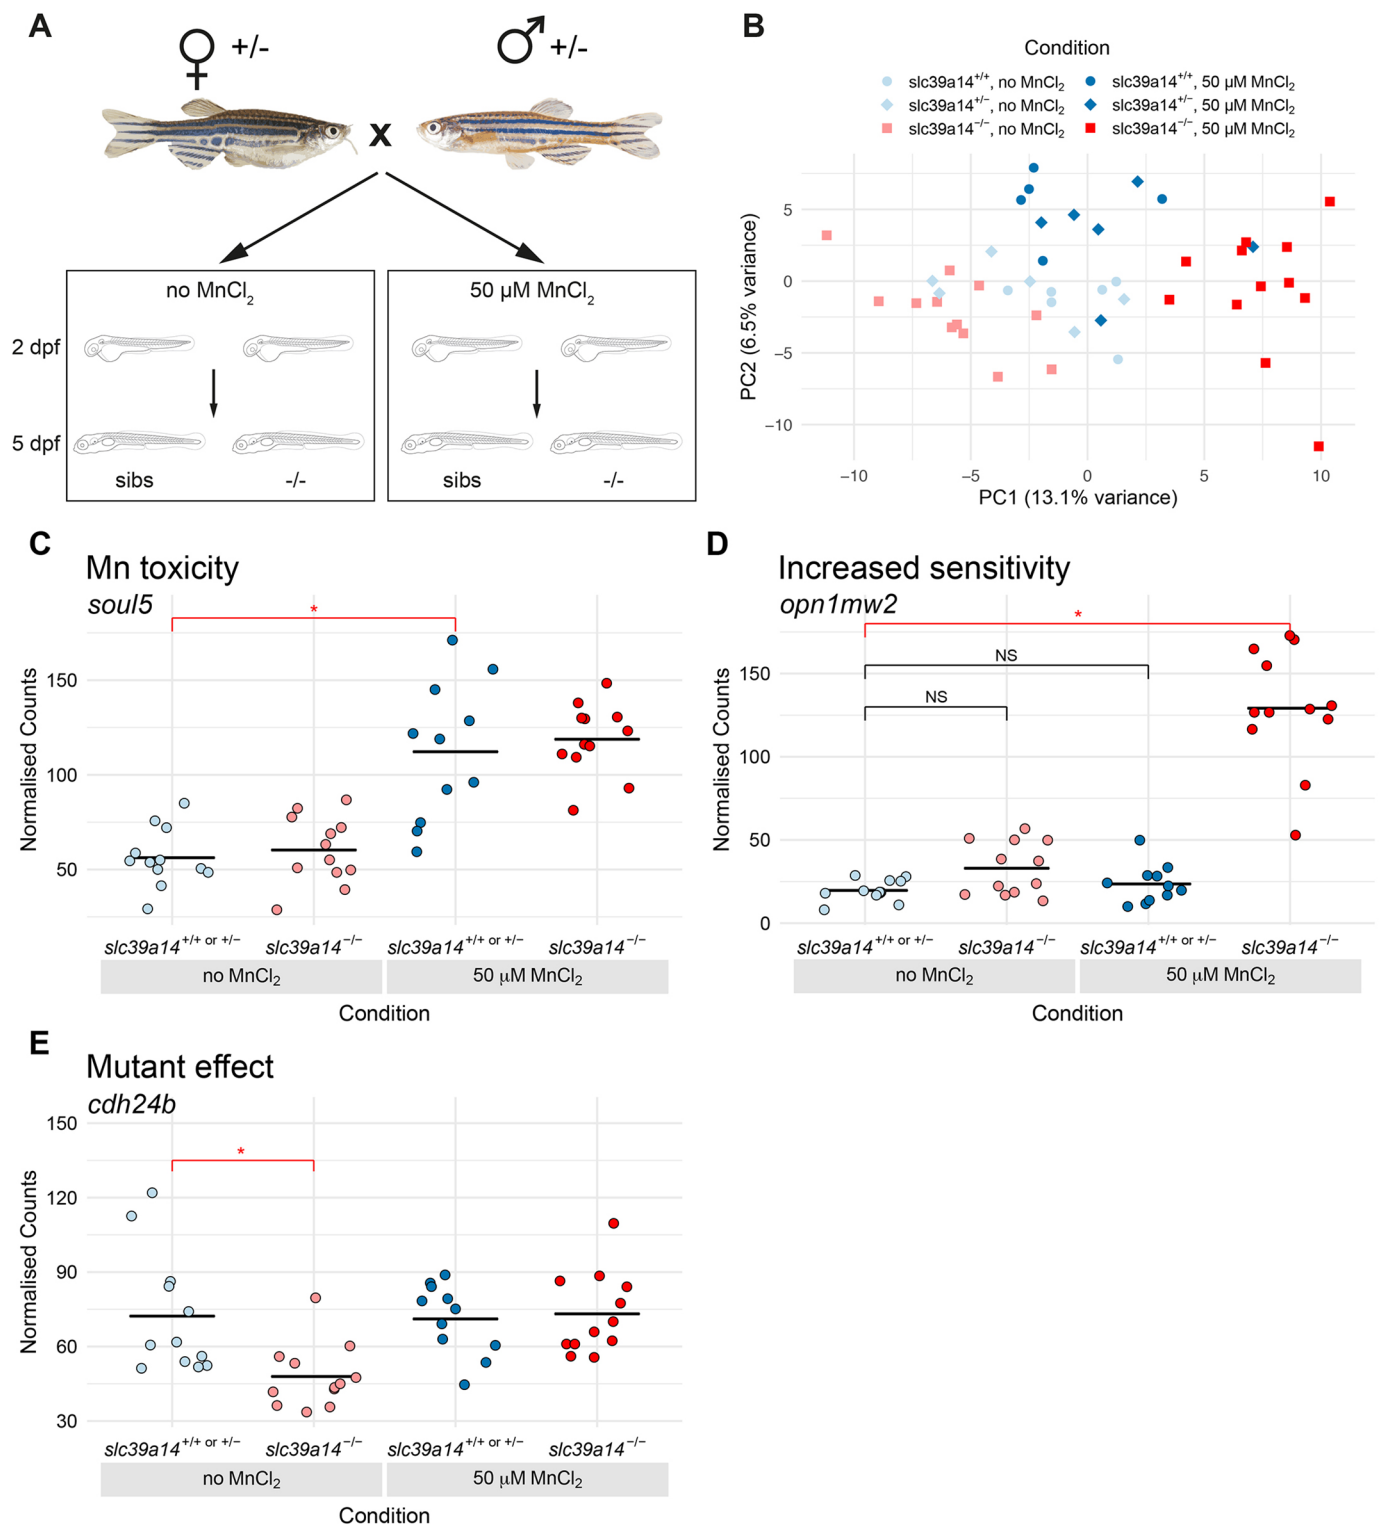 A
♀ +/-
♂ +/-
x
no MnCl₂
50 µM MnCl₂
2 dpf
5 dpf
sibs
-/-
sibs
-/-
B
Condition
slc39a14⁺/⁺, no MnCl₂
slc39a14⁺/⁻, no MnCl₂
slc39a14⁻/⁻, no MnCl₂
slc39a14⁺/⁺, 50 µM MnCl₂
slc39a14⁺/⁻, 50 µM MnCl₂
slc39a14⁻/⁻, 50 µM MnCl₂
PC2 (6.5% variance)
5
0
−5
−10
−10
−5
0
5
10
PC1 (13.1% variance)
C
Mn toxicity
soul5
*
Normalised Counts
150
100
50
slc39a14⁺/⁺ ᵒʳ ⁺/⁻
slc39a14⁻/⁻
slc39a14⁺/⁺ ᵒʳ ⁺/⁻
slc39a14⁻/⁻
no MnCl₂
50 µM MnCl₂
Condition
D
Increased sensitivity
opn1mw2
*
NS
NS
Normalised Counts
150
100
50
0
slc39a14⁺/⁺ ᵒʳ ⁺/⁻
slc39a14⁻/⁻
slc39a14⁺/⁺ ᵒʳ ⁺/⁻
slc39a14⁻/⁻
no MnCl₂
50 µM MnCl₂
Condition
E
Mutant effect
cdh24b
*
Normalised Counts
150
120
90
60
30
slc39a14⁺/⁺ ᵒʳ ⁺/⁻
slc39a14⁻/⁻
slc39a14⁺/⁺ ᵒʳ ⁺/⁻
slc39a14⁻/⁻
no MnCl₂
50 µM MnCl₂
Condition